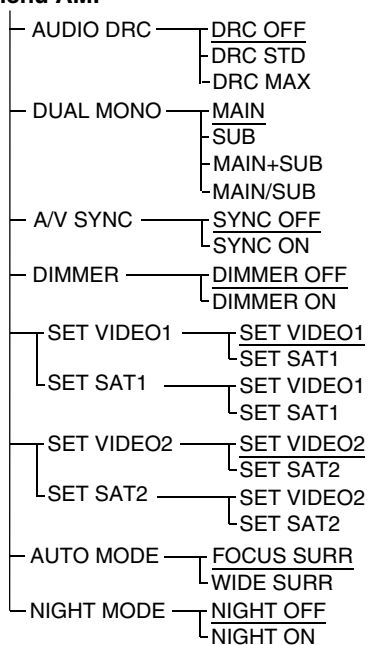 AUDIO DRC DRC OFF
DRC STD
DRC MAX
DUAL MONO MAIN
SUB
MAIN+SUB
MAIN/SUB
A/V SYNC SYNC OFF
SYNC ON
DIMMER DIMMER OFF
DIMMER ON
SET VIDEO1 SET VIDEO1
SET SAT1
SET SAT1 SET VIDEO1
SET SAT1
SET VIDEO2 SET VIDEO2
SET SAT2
SET SAT2 SET VIDEO2
SET SAT2
AUTO MODE FOCUS SURR
WIDE SURR
NIGHT MODE NIGHT OFF
NIGHT ON